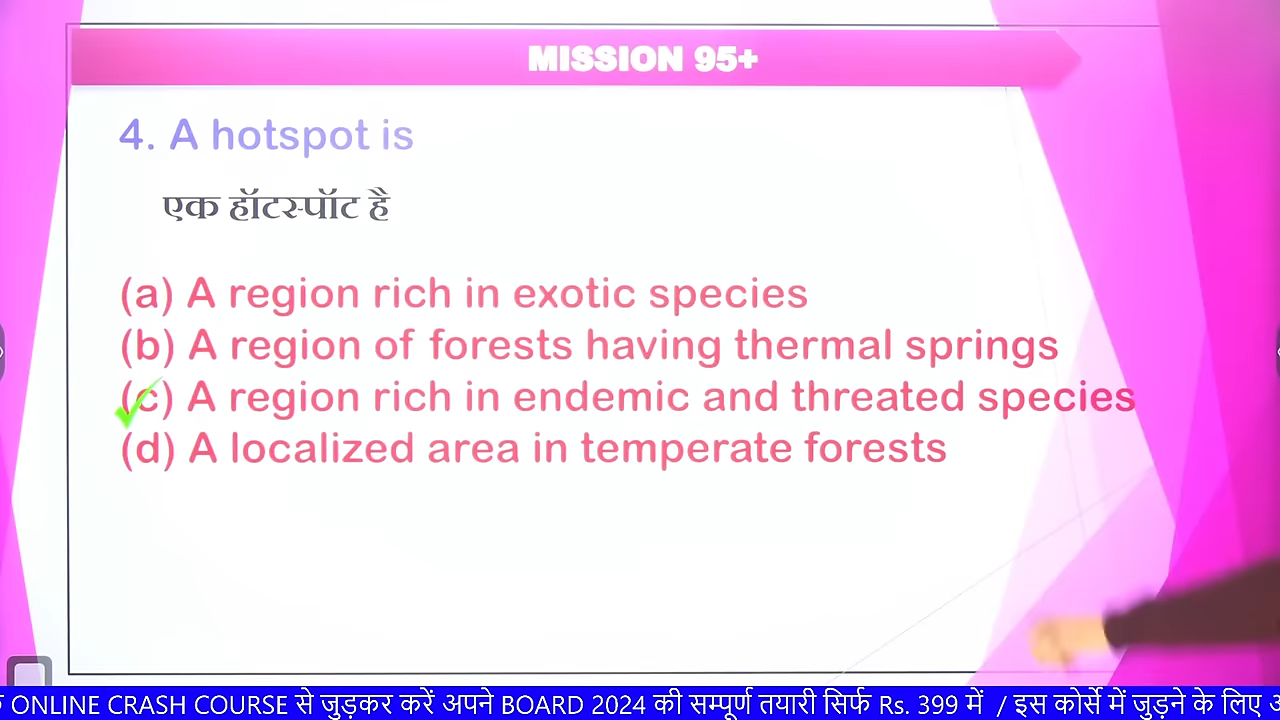 MISSION 95+
4. A hotspot is
एक हॉटस्पॉट है
(a) A region rich in exotic species
(b) A region of forests having thermal springs
(c) A region rich in endemic and threated species
(d) A localized area in temperate forests
ONLINE CRASH COURSE से जुड़कर करें अपने BOARD 2024 की सम्पूर्ण तयारी सिर्फ Rs. 399 में / इस कोर्से में जुड़ने के लिए